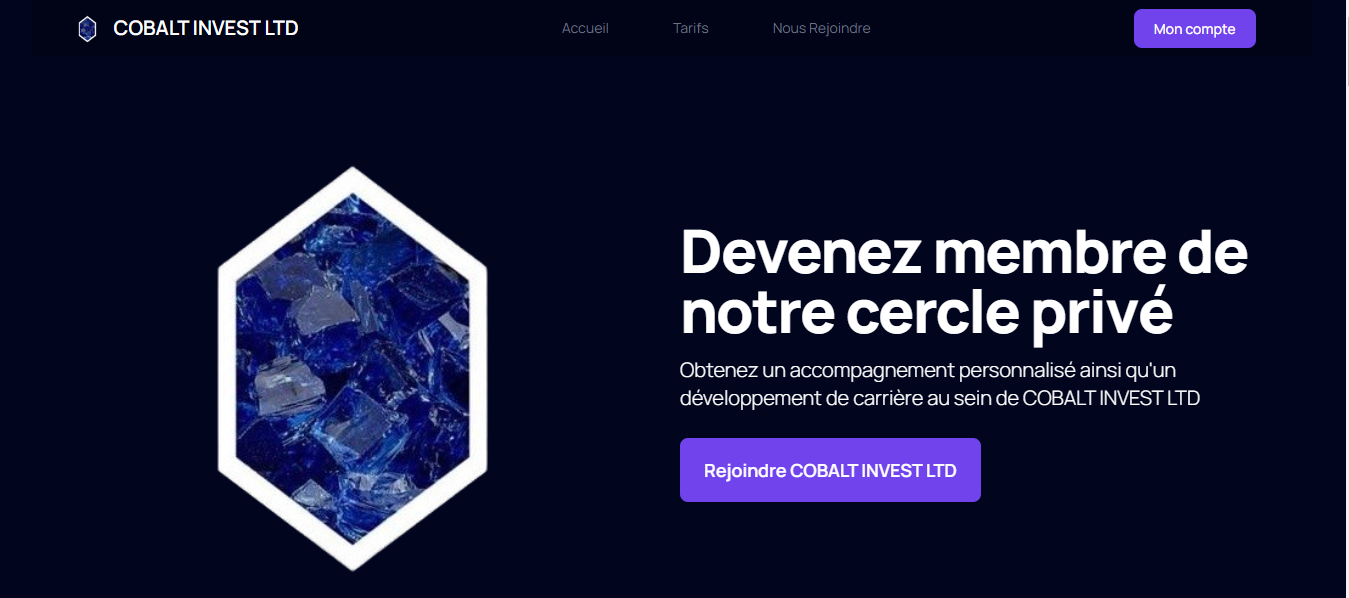 COBALT INVEST LTD
Accueil
Tarifs
Nous Rejoindre
Mon compte
Devenez membre de
notre cercle privé
Obtenez un accompagnement personnalisé ainsi qu'un
développement de carrière au sein de COBALT INVEST LTD
Rejoindre COBALT INVEST LTD